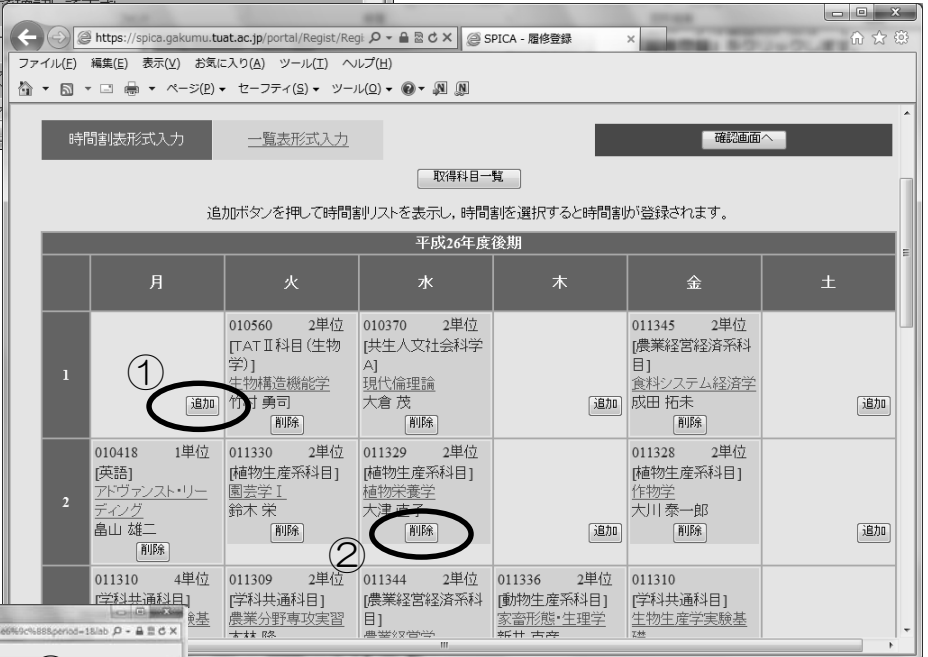 https://spica.gakumu.tuat.ac.jp/portal/Regist/Regi
SPICA - 履修登録
ファイル(F) 編集(E) 表示(V) お気に入り(A) ツール(T) ヘルプ(H)
ページ(P) セーフティ(S) ツール(O)
時間割表形式入力 一覧表形式入力 確認画面へ
取得科目一覧
追加ボタンを押して時間割リストを表示し，時間割を選択すると時間割が登録されます。
平成26年度後期
月 火 水 木 金 土
1
①
追加
010560 2単位
[TATⅡ科目(生物
学)]
生物構造機能学
竹村 勇司
削除
010370 2単位
[共生人文社会科学
A]
現代倫理論
大倉 茂
削除
追加
011345 2単位
[農業経営経済系科
目]
食料システム経済学
成田 拓未
削除
追加
2
010418 1単位
[英語]
アドヴァンスト・リー
ディング
畠山 雄二
削除
011330 2単位
[植物生産系科目]
園芸学Ⅰ
鈴木 栄
削除
②
011329 2単位
[植物生産系科目]
植物栄養学
大津 直子
削除
追加
011328 2単位
[植物生産系科目]
作物学
大川 泰一郎
削除
追加
011310 4単位
[学科共通科目]
験基
011309 2単位
[学科共通科目]
農業分野専攻実習
011344 2単位
[農業経営経済系科
目]
農業経営学
011336 2単位
[動物生産系科目]
家畜形態・生理学
011310
[学科共通科目]
生物生産学実験基
礎